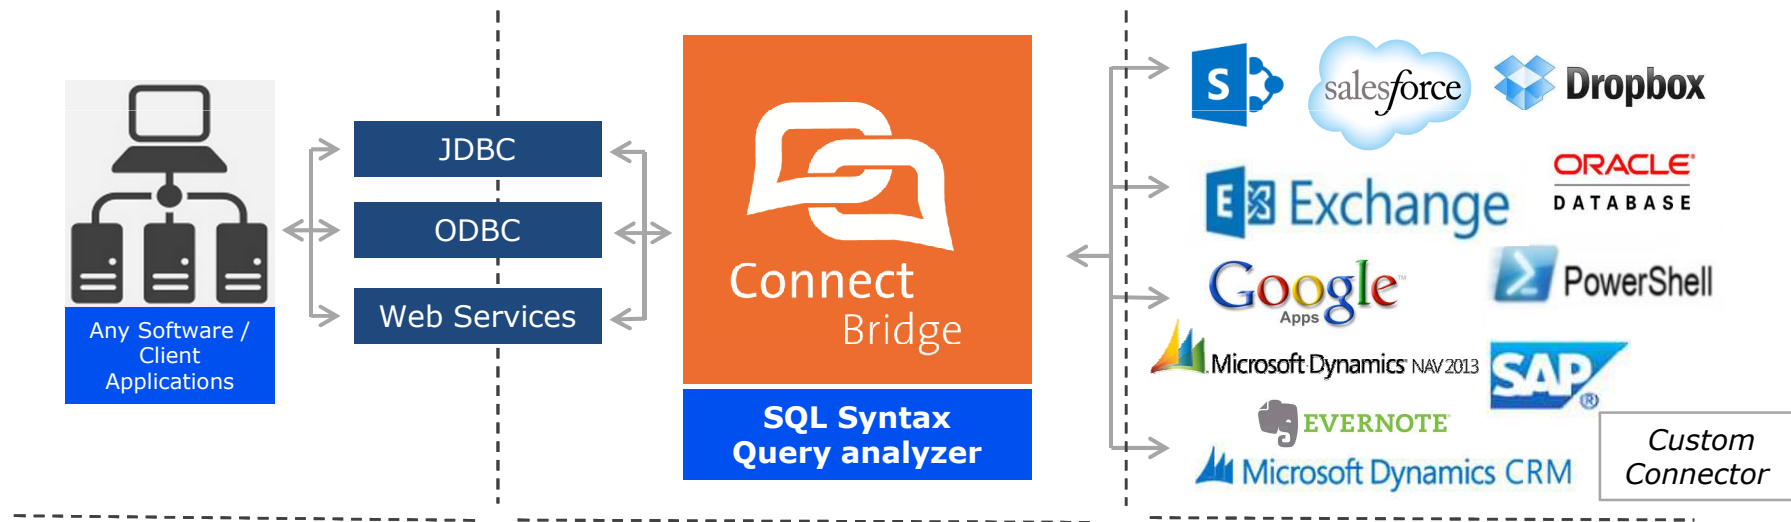 Any Software /
Client
Applications
JDBC
ODBC
Web Services
Connect
Bridge
SQL Syntax
Query analyzer
S
salesforce
Dropbox
E Exchange
ORACLE®
DATABASE
Google™
Apps
PowerShell
Microsoft Dynamics NAV 2013
SAP®
EVERNOTE
Microsoft Dynamics CRM
Custom
Connector